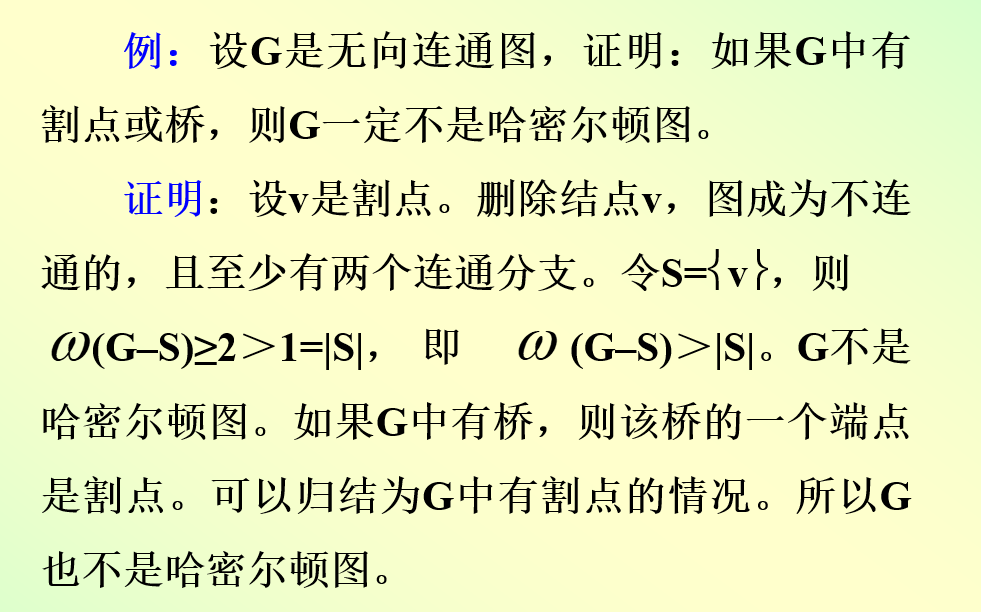 例：设G是无向连通图，证明：如果G中有
割点或桥，则G一定不是哈密尔顿图。
证明：设v是割点。删除结点v，图成为不连
通的，且至少有两个连通分支。令S={v}，则
ω(G–S)≥2＞1=|S|， 即 ω (G–S)＞|S|。G不是
哈密尔顿图。如果G中有桥，则该桥的一个端点
是割点。可以归结为G中有割点的情况。所以G
也不是哈密尔顿图。